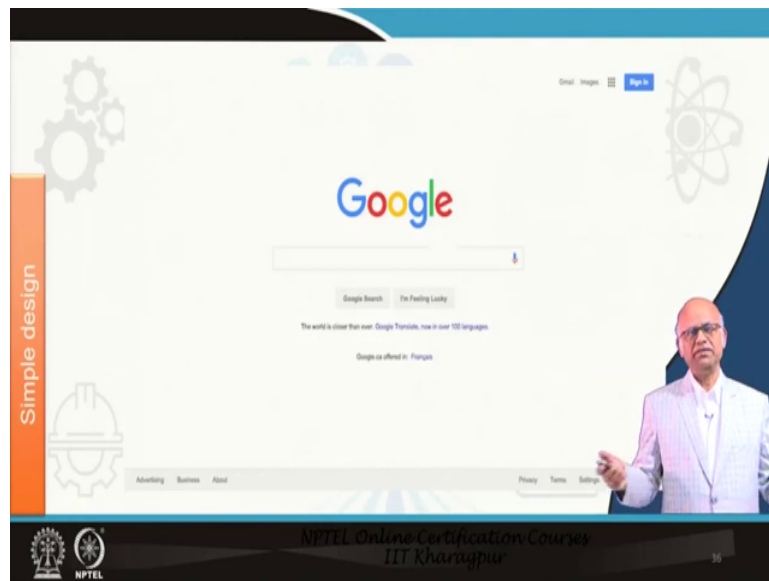 Gmail Images Sign in
Google
Google Search I'm Feeling Lucky
The world is closer than ever. Google Translate, now in over 100 languages.
Google.ca offered in: Français
Simple design
Advertising Business About Privacy Terms Settings
NPTEL Online Certification Courses
IIT Kharagpur
NPTEL
36